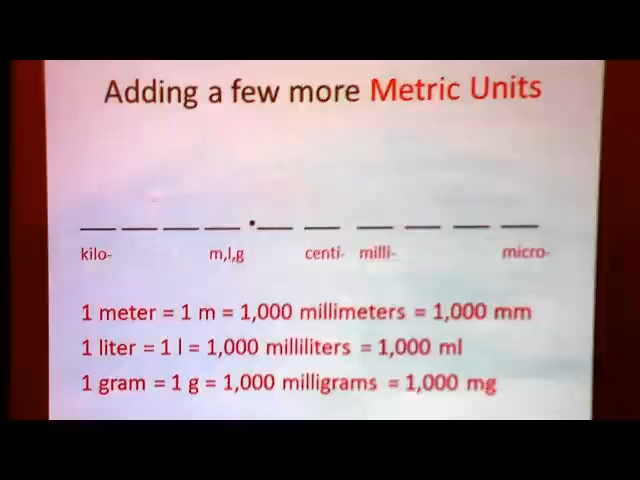 Adding a few more Metric Units
kilo- m,l,g centi- milli- micro-
1 meter = 1 m = 1,000 millimeters = 1,000 mm
1 liter = 1 l = 1,000 milliliters = 1,000 ml
1 gram = 1 g = 1,000 milligrams = 1,000 mg